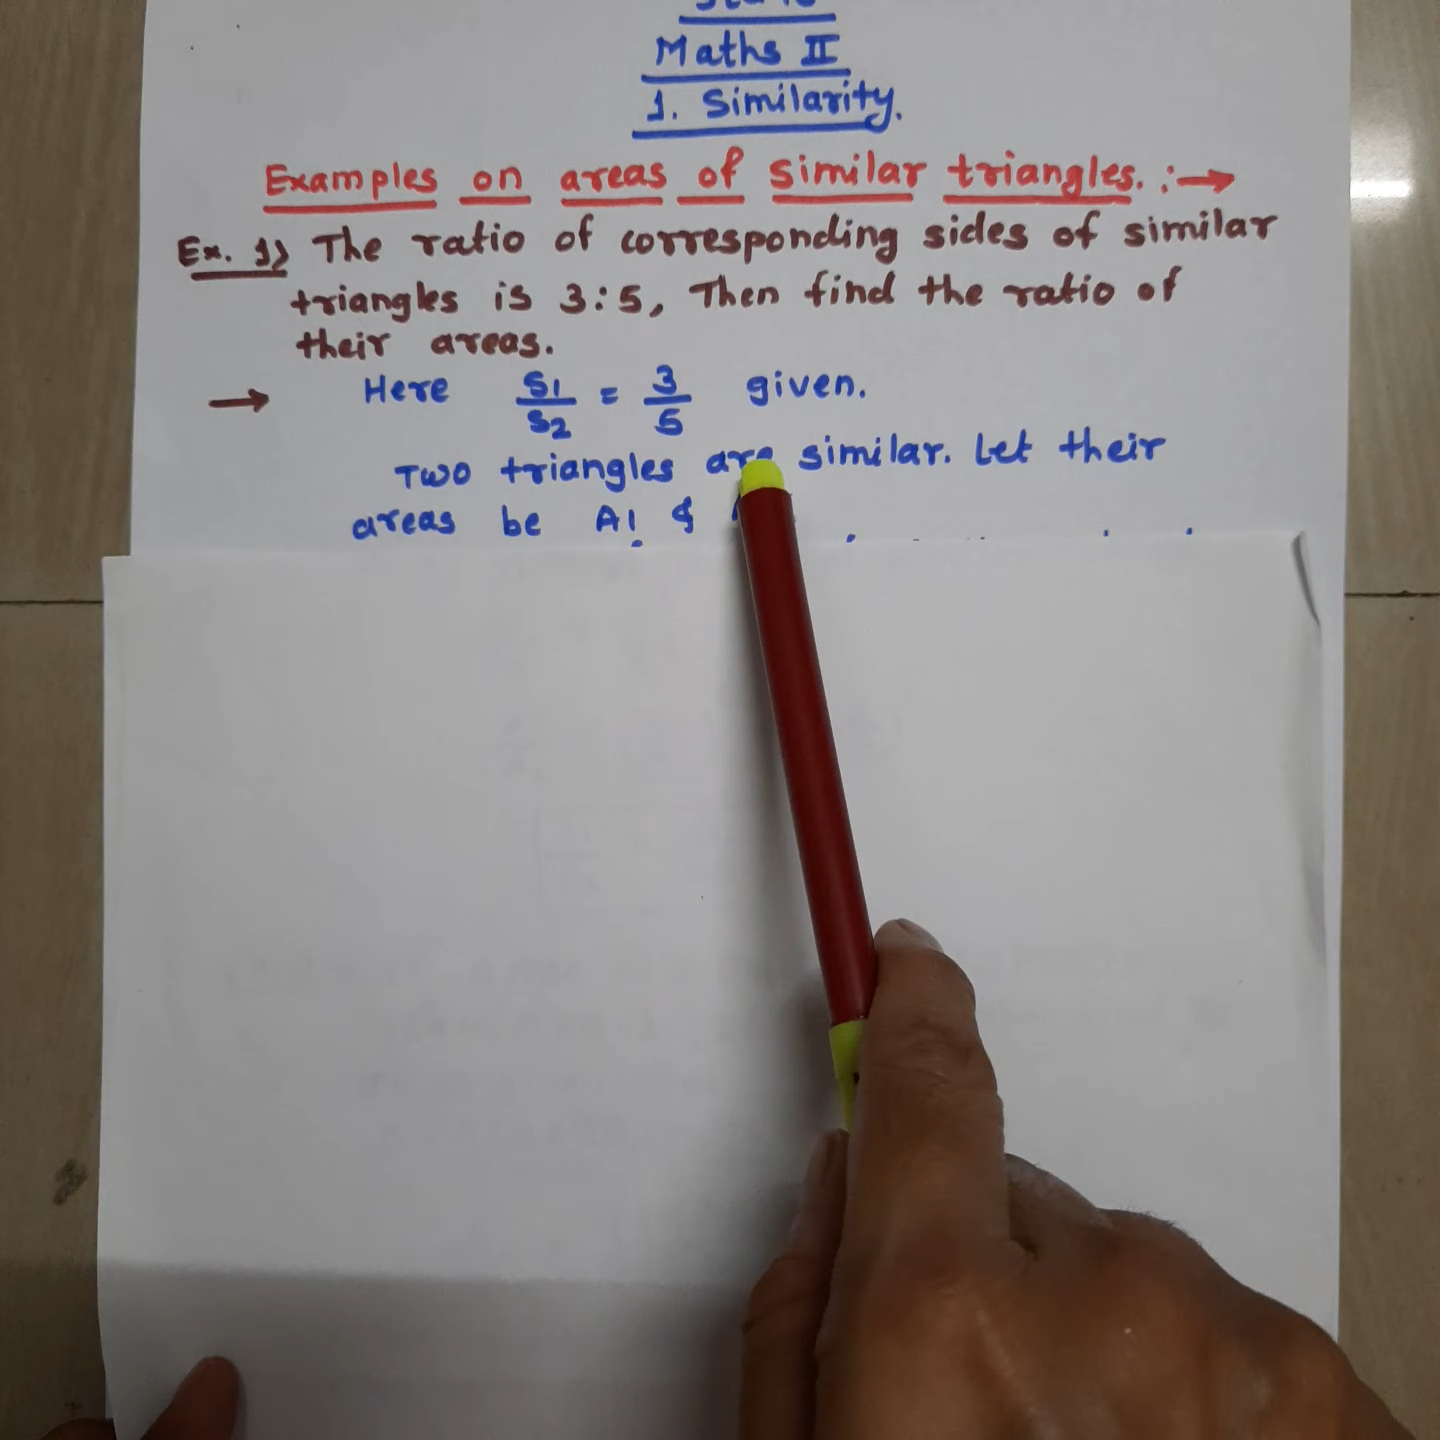 Maths II
1. Similarity.
Examples on areas of similar triangles. :→
Ex. 1) The ratio of corresponding sides of similar
triangles is 3:5, Then find the ratio of
their areas.
→ Here S1/S2 = 3/5 given.
Two triangles are similar. Let their
areas be A1 &